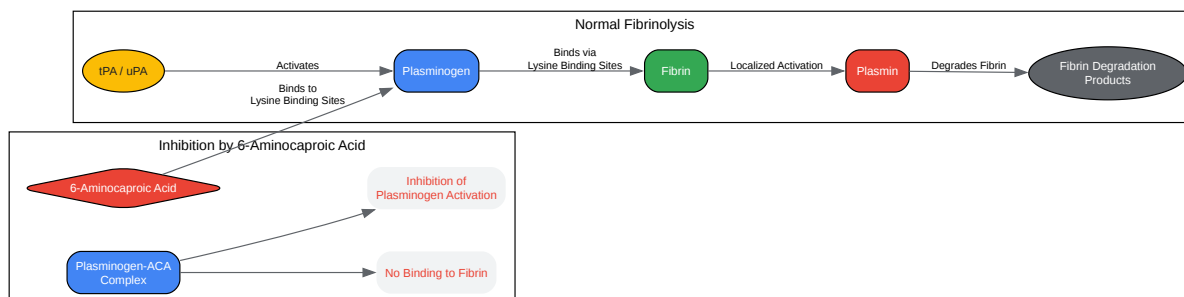 Normal Fibrinolysis
tPA / uPA
Activates
Plasminogen
Binds via
Lysine Binding Sites
Fibrin
Localized Activation
Plasmin
Degrades Fibrin
Fibrin Degradation
Products
Binds to
Lysine Binding Sites
Inhibition by 6-Aminocaproic Acid
6-Aminocaproic Acid
Inhibition of
Plasminogen Activation
Plasminogen-ACA
Complex
No Binding to Fibrin